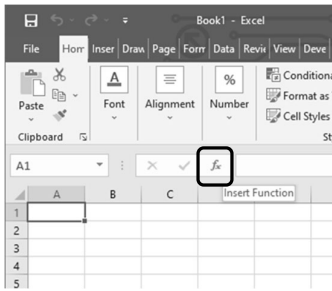 Book1 - Excel
File Hom Inser Draw Page Form Data Revie View Deve
Paste Font Alignment Number Conditiona
Format as
Cell Styles
Clipboard St
A1 fx
Insert Function
A B C
1
2
3
4
5